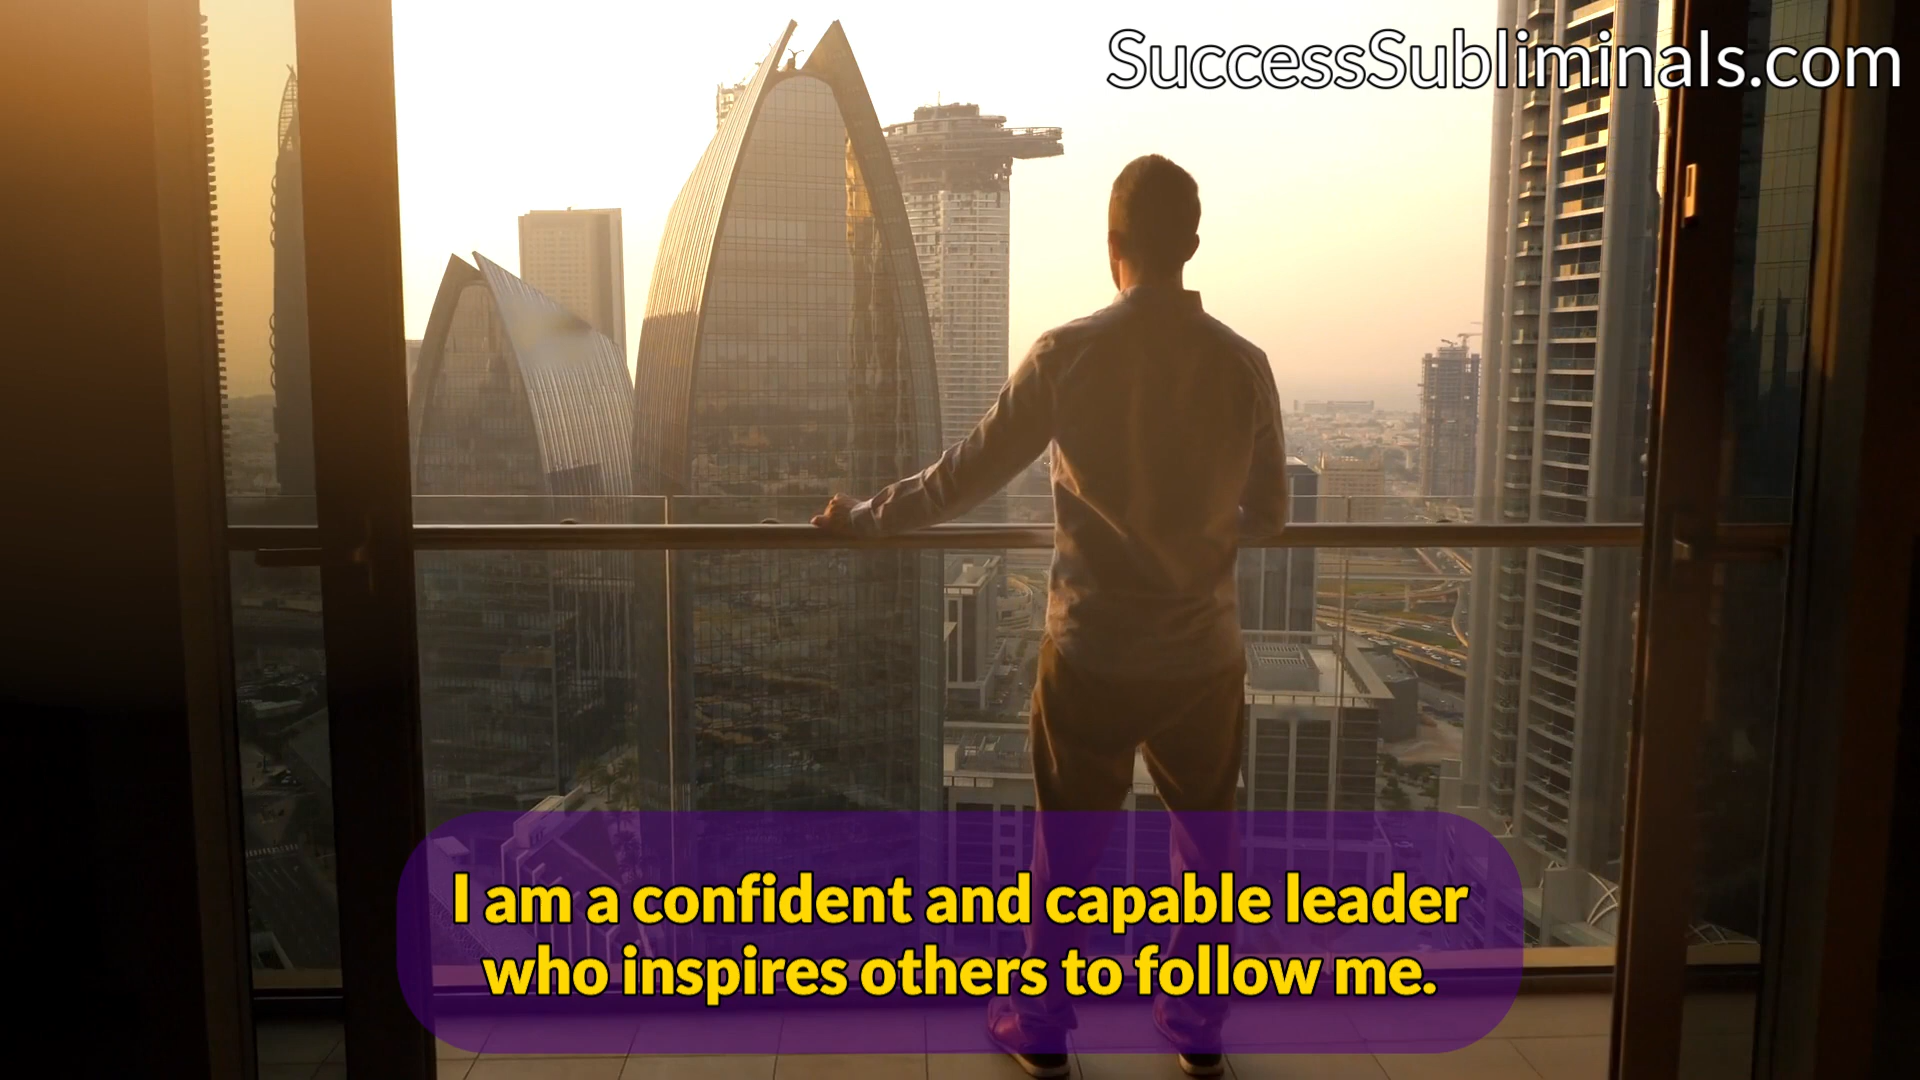 SuccessSubliminals.com
I am a confident and capable leader
who inspires others to follow me.